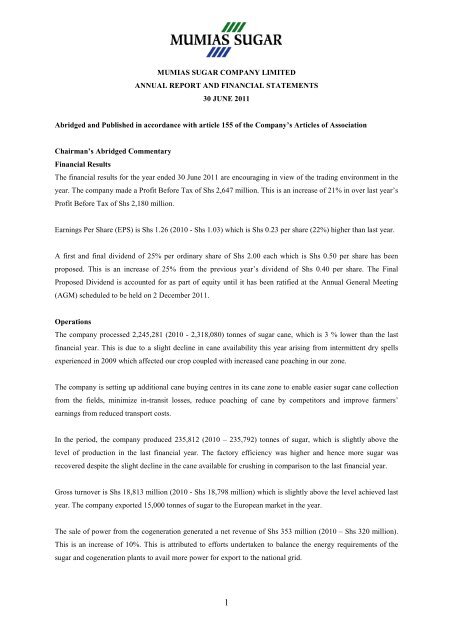 MUMIAS SUGAR
MUMIAS SUGAR COMPANY LIMITED
ANNUAL REPORT AND FINANCIAL STATEMENTS
30 JUNE 2011
Abridged and Published in accordance with article 155 of the Company's Articles of Association
Chairman's Abridged Commentary
Financial Results
The financial results for the year ended 30 June 2011 are encouraging in view of the trading environment in the
year. The company made a Profit Before Tax of Shs 2,647 million. This is an increase of 21% in over last year's
Profit Before Tax of Shs 2,180 million.
Earnings Per Share (EPS) is Shs 1.26 (2010 - Shs 1.03) which is Shs 0.23 per share (22%) higher than last year.
A first and final dividend of 25% per ordinary share of Shs 2.00 each which is Shs 0.50 per share has been
proposed. This is an increase of 25% from the previous year's dividend of Shs 0.40 per share. The Final
Proposed Dividend is accounted for as part of equity until it has been ratified at the Annual General Meeting
(AGM) scheduled to be held on 2 December 2011.
Operations
The company processed 2,245,281 (2010 - 2,318,080) tonnes of sugar cane, which is 3 % lower than the last
financial year. This is due to a slight decline in cane availability this year arising from intermittent dry spells
experienced in 2009 which affected our crop coupled with increased cane poaching in our zone.
The company is setting up additional cane buying centres in its cane zone to enable easier sugar cane collection
from the fields, minimize in-transit losses, reduce poaching of cane by competitors and improve farmers'
earnings from reduced transport costs.
In the period, the company produced 235,812 (2010 – 235,792) tonnes of sugar, which is slightly above the
level of production in the last financial year. The factory efficiency was higher and hence more sugar was
recovered despite the slight decline in the cane available for crushing in comparison to the last financial year.
Gross turnover is Shs 18,813 million (2010 - Shs 18,798 million) which is slightly above the level achieved last
year. The company exported 15,000 tonnes of sugar to the European market in the year.
The sale of power from the cogeneration generated a net revenue of Shs 353 million (2010 – Shs 320 million).
This is an increase of 10%. This is attributed to efforts undertaken to balance the energy requirements of the
sugar and cogeneration plants to avail more power for export to the national grid.
1